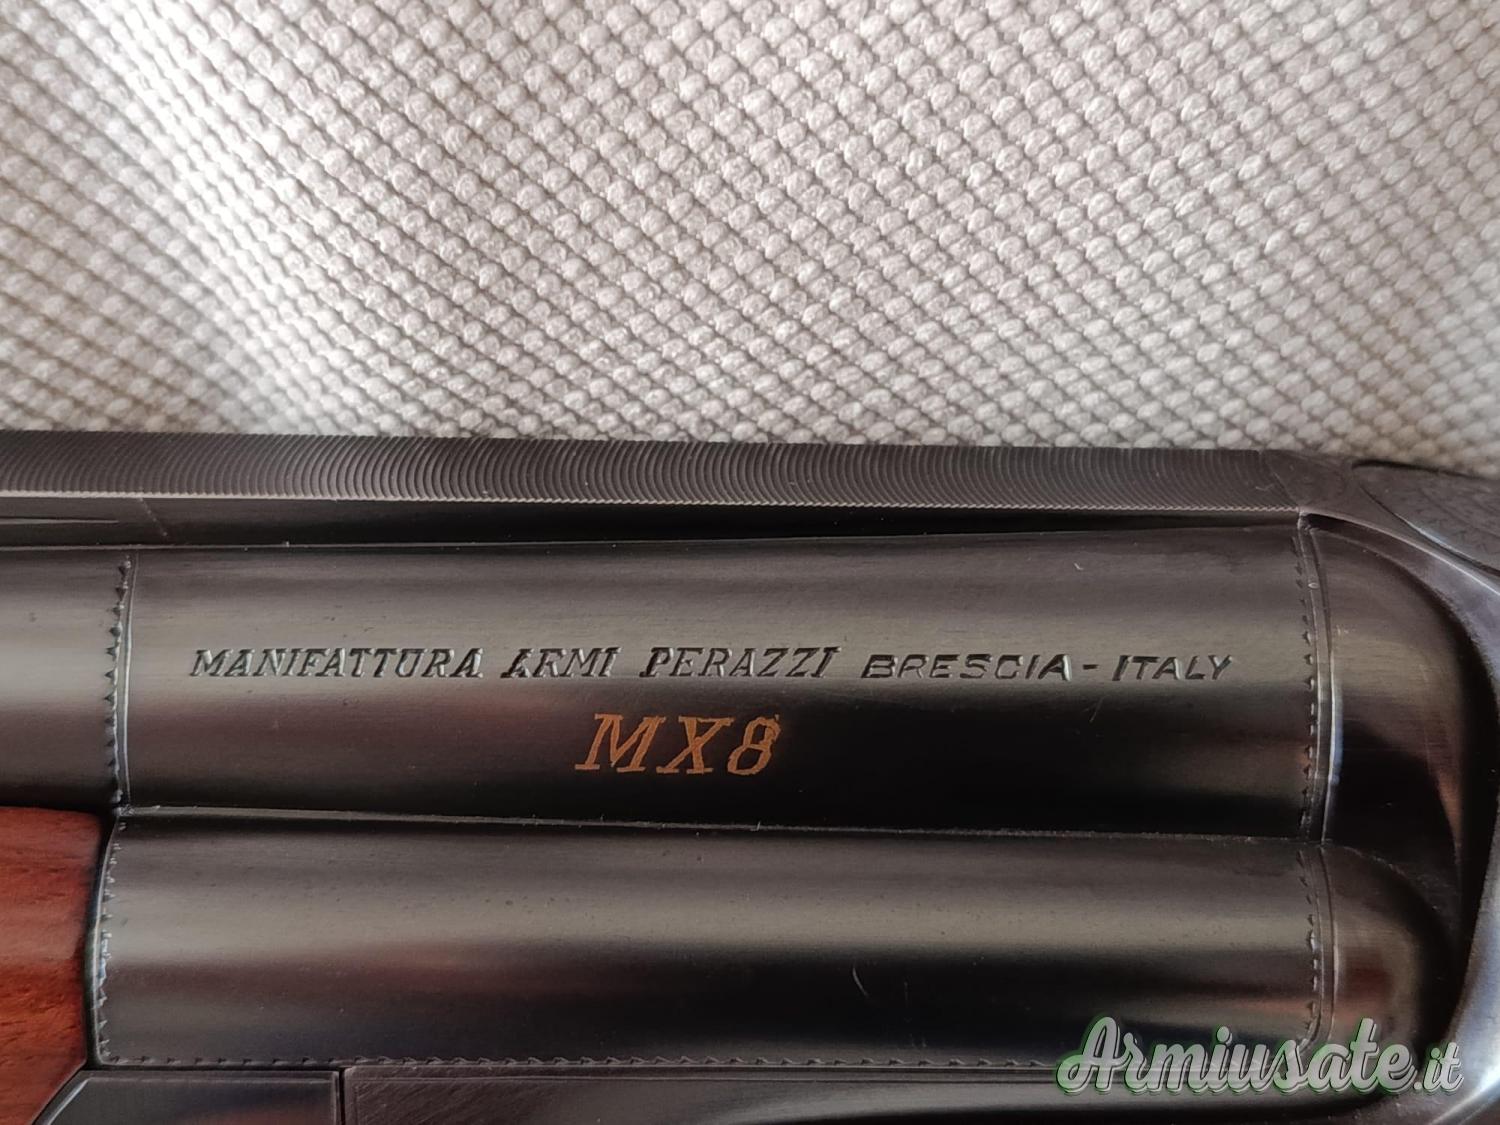 MANIFATTURA ARMI PERAZZI BRESCIA - ITALY
MX8
Armiusate.it